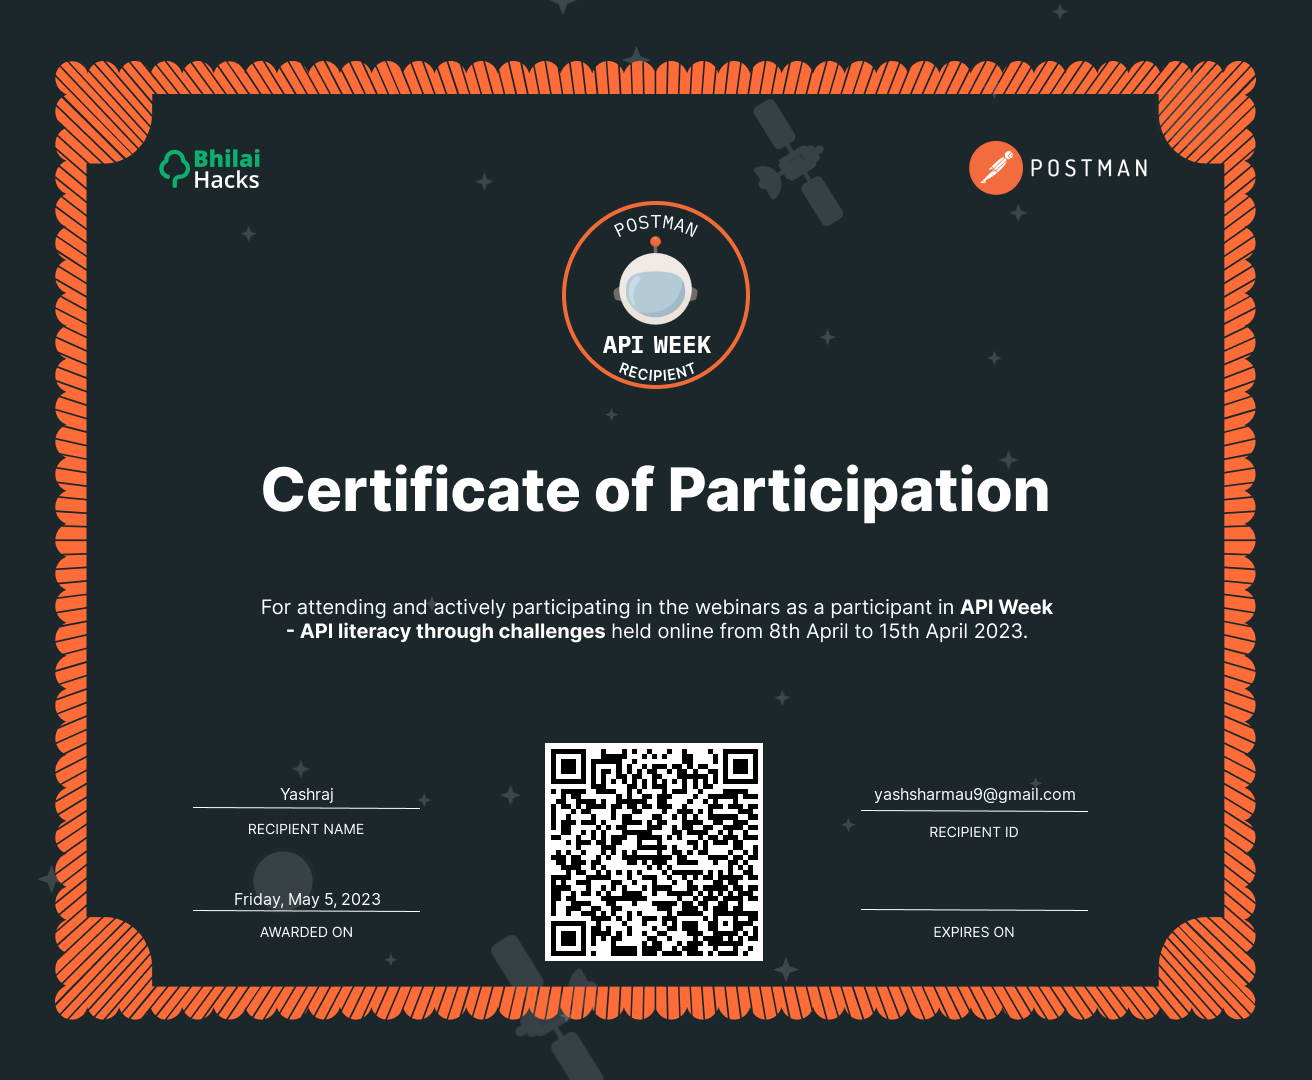 Bhilai
Hacks
POSTMAN
POSTMAN
API WEEK
RECIPIENT
Certificate of Participation
For attending and actively participating in the webinars as a participant in API Week
- API literacy through challenges held online from 8th April to 15th April 2023.
Yashraj
RECIPIENT NAME
yashsharmau9@gmail.com
RECIPIENT ID
Friday, May 5, 2023
AWARDED ON
EXPIRES ON